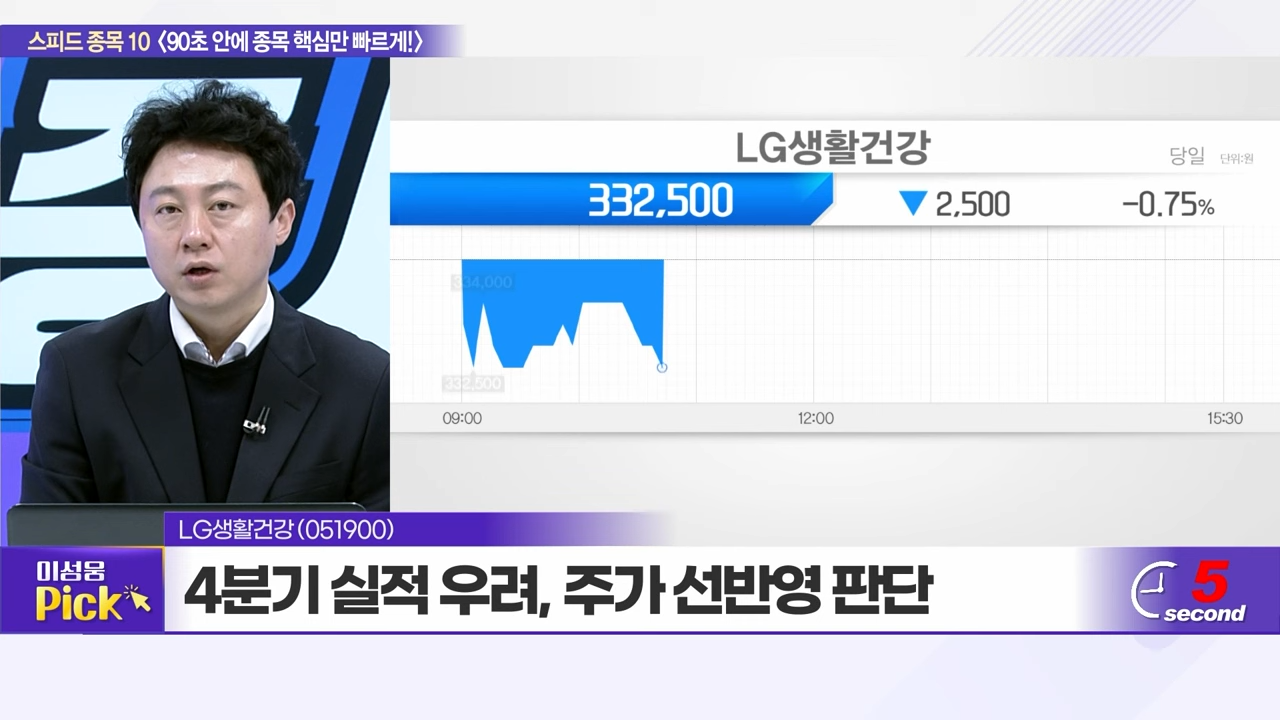 스피드 종목 10 〈90초 안에 종목 핵심만 빠르게!〉
LG생활건강
당일 단위:원
332,500 ▼ 2,500 -0.75%
334,000
332,500
09:00 12:00 15:30
LG생활건강(051900)
이성웅
Pick
4분기 실적 우려, 주가 선반영 판단
5
second